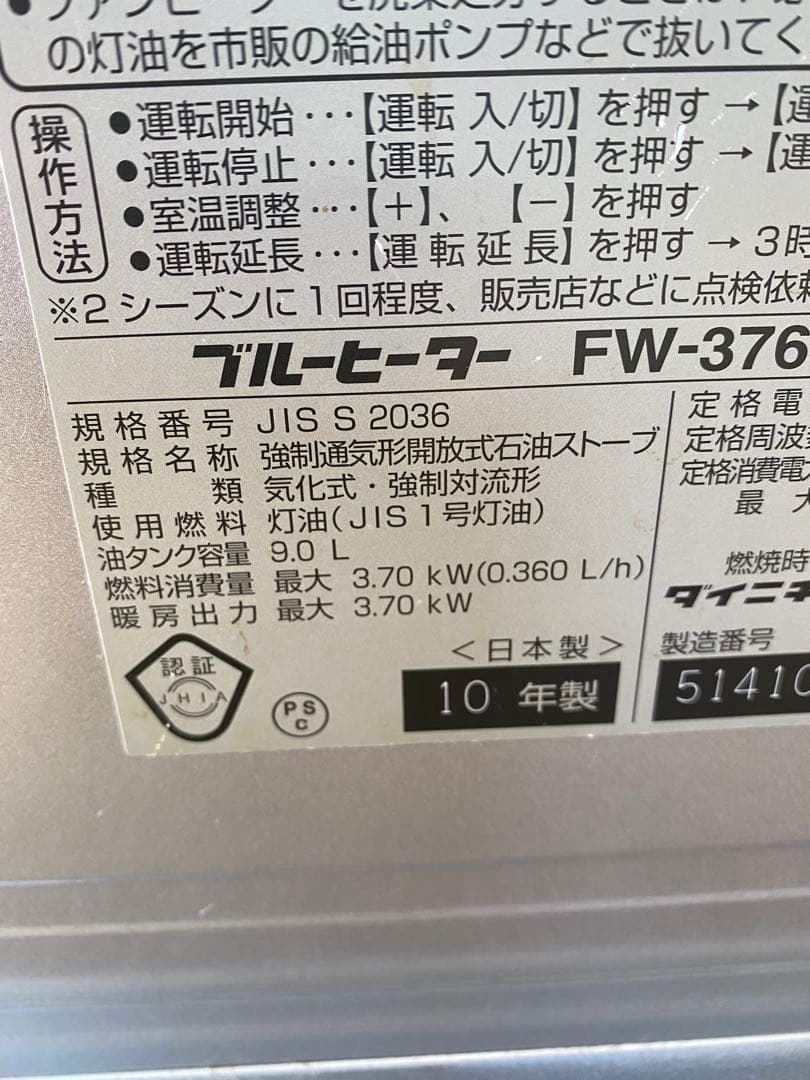 の灯油を市販の給油ポンプなどで抜いてく
操作方法
●運転開始・・・【運転 入/切】を押す →【運
●運転停止・・・【運転 入/切】を押す →【運
●室温調整・・・【+】、【−】を押す
●運転延長・・・【運転延長】を押す → 3時
※2シーズンに1回程度、販売店などに点検依頼
ブルーヒーター FW-376
規格番号 JIS S 2036
規格名称 強制通気形開放式石油ストーブ
種類 気化式・強制対流形
使用燃料 灯油(JIS1号灯油)
油タンク容量 9.0 L
燃料消費量 最大 3.70 kW(0.360 L/h)
暖房出力 最大 3.70 kW
認証
JHIA
PS
C
<日本製>
10 年製
定格電
定格周波数
定格消費電力
最大
燃焼時
ダイニチ
製造番号
51410